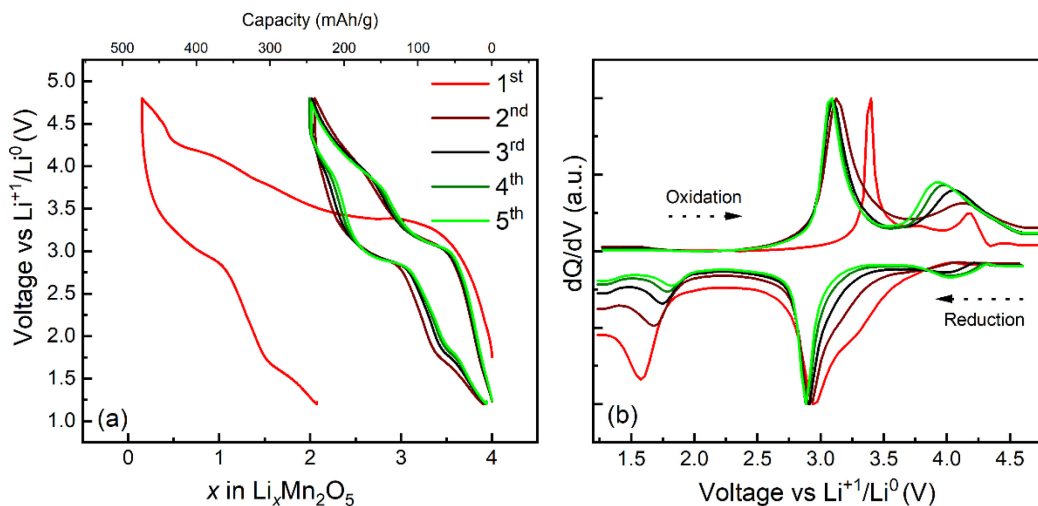 Capacity (mAh/g)
500 400 300 200 100 0
5.0
4.5
4.0
3.5
3.0
2.5
2.0
1.5
1.0
Voltage vs Li⁺¹/Li⁰ (V)
1ˢᵗ
2ⁿᵈ
3ʳᵈ
4ᵗʰ
5ᵗʰ
(a)
0 1 2 3 4
x in LiₓMn₂O₅
dQ/dV (a.u.)
Oxidation
Reduction
(b)
1.5 2.0 2.5 3.0 3.5 4.0 4.5
Voltage vs Li⁺¹/Li⁰ (V)